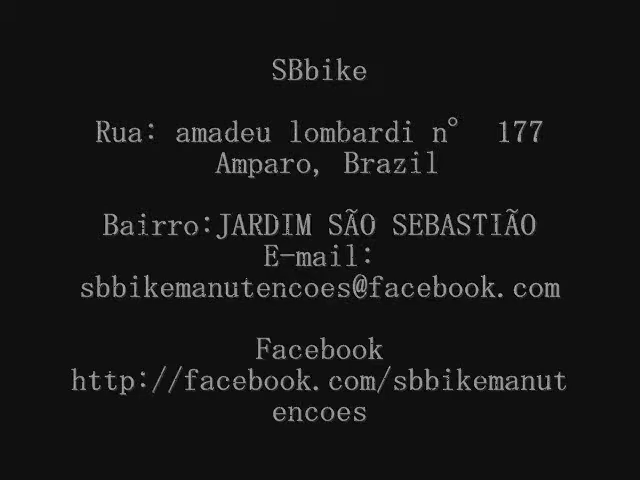 SBbike
Rua: amadeu lombardi n° 177
Amparo, Brazil
Bairro:JARDIM SÃO SEBASTIÃO
E-mail:
sbbikemanutencoes@facebook.com
Facebook
http://facebook.com/sbbikemanut
encoes